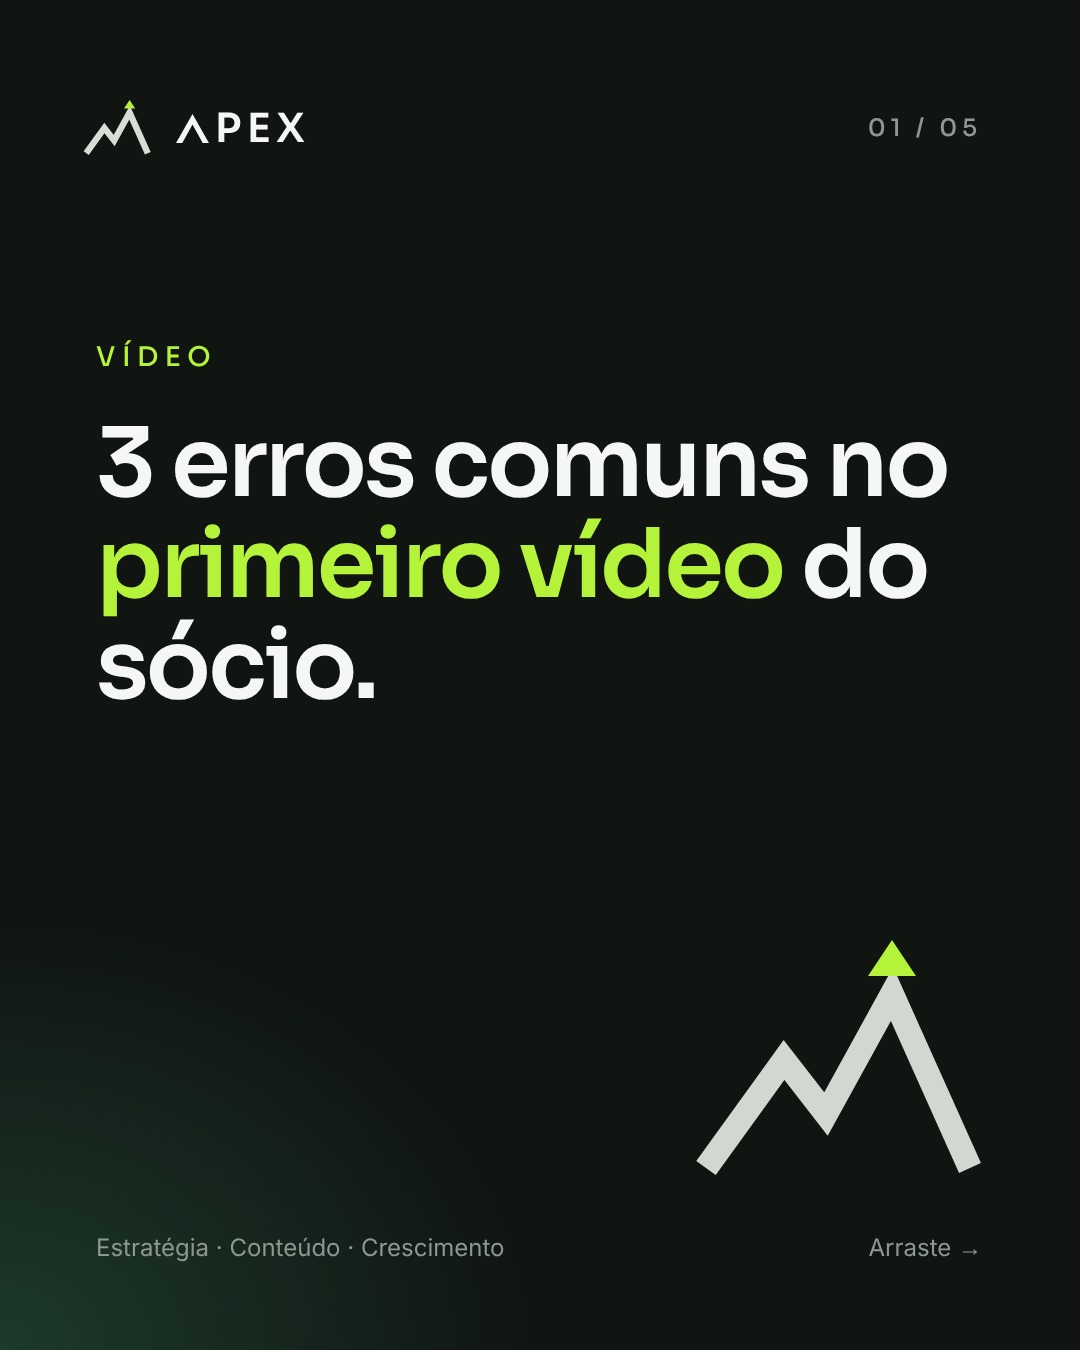 APEX
01 / 05
VÍDEO
3 erros comuns no
primeiro vídeo do
sócio.
Estratégia · Conteúdo · Crescimento
Arraste →